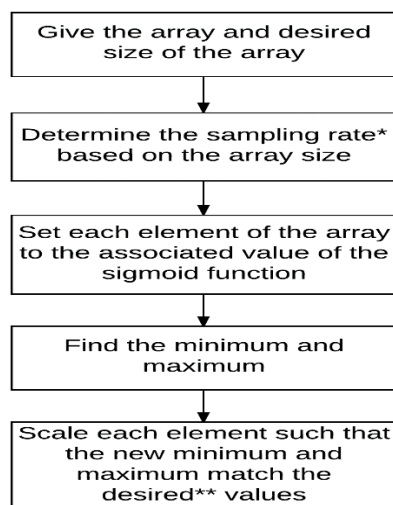 Give the array and desired
size of the array
Determine the sampling rate*
based on the array size
Set each element of the array
to the associated value of the
sigmoid function
Find the minimum and
maximum
Scale each element such that
the new minimum and
maximum match the
desired** values